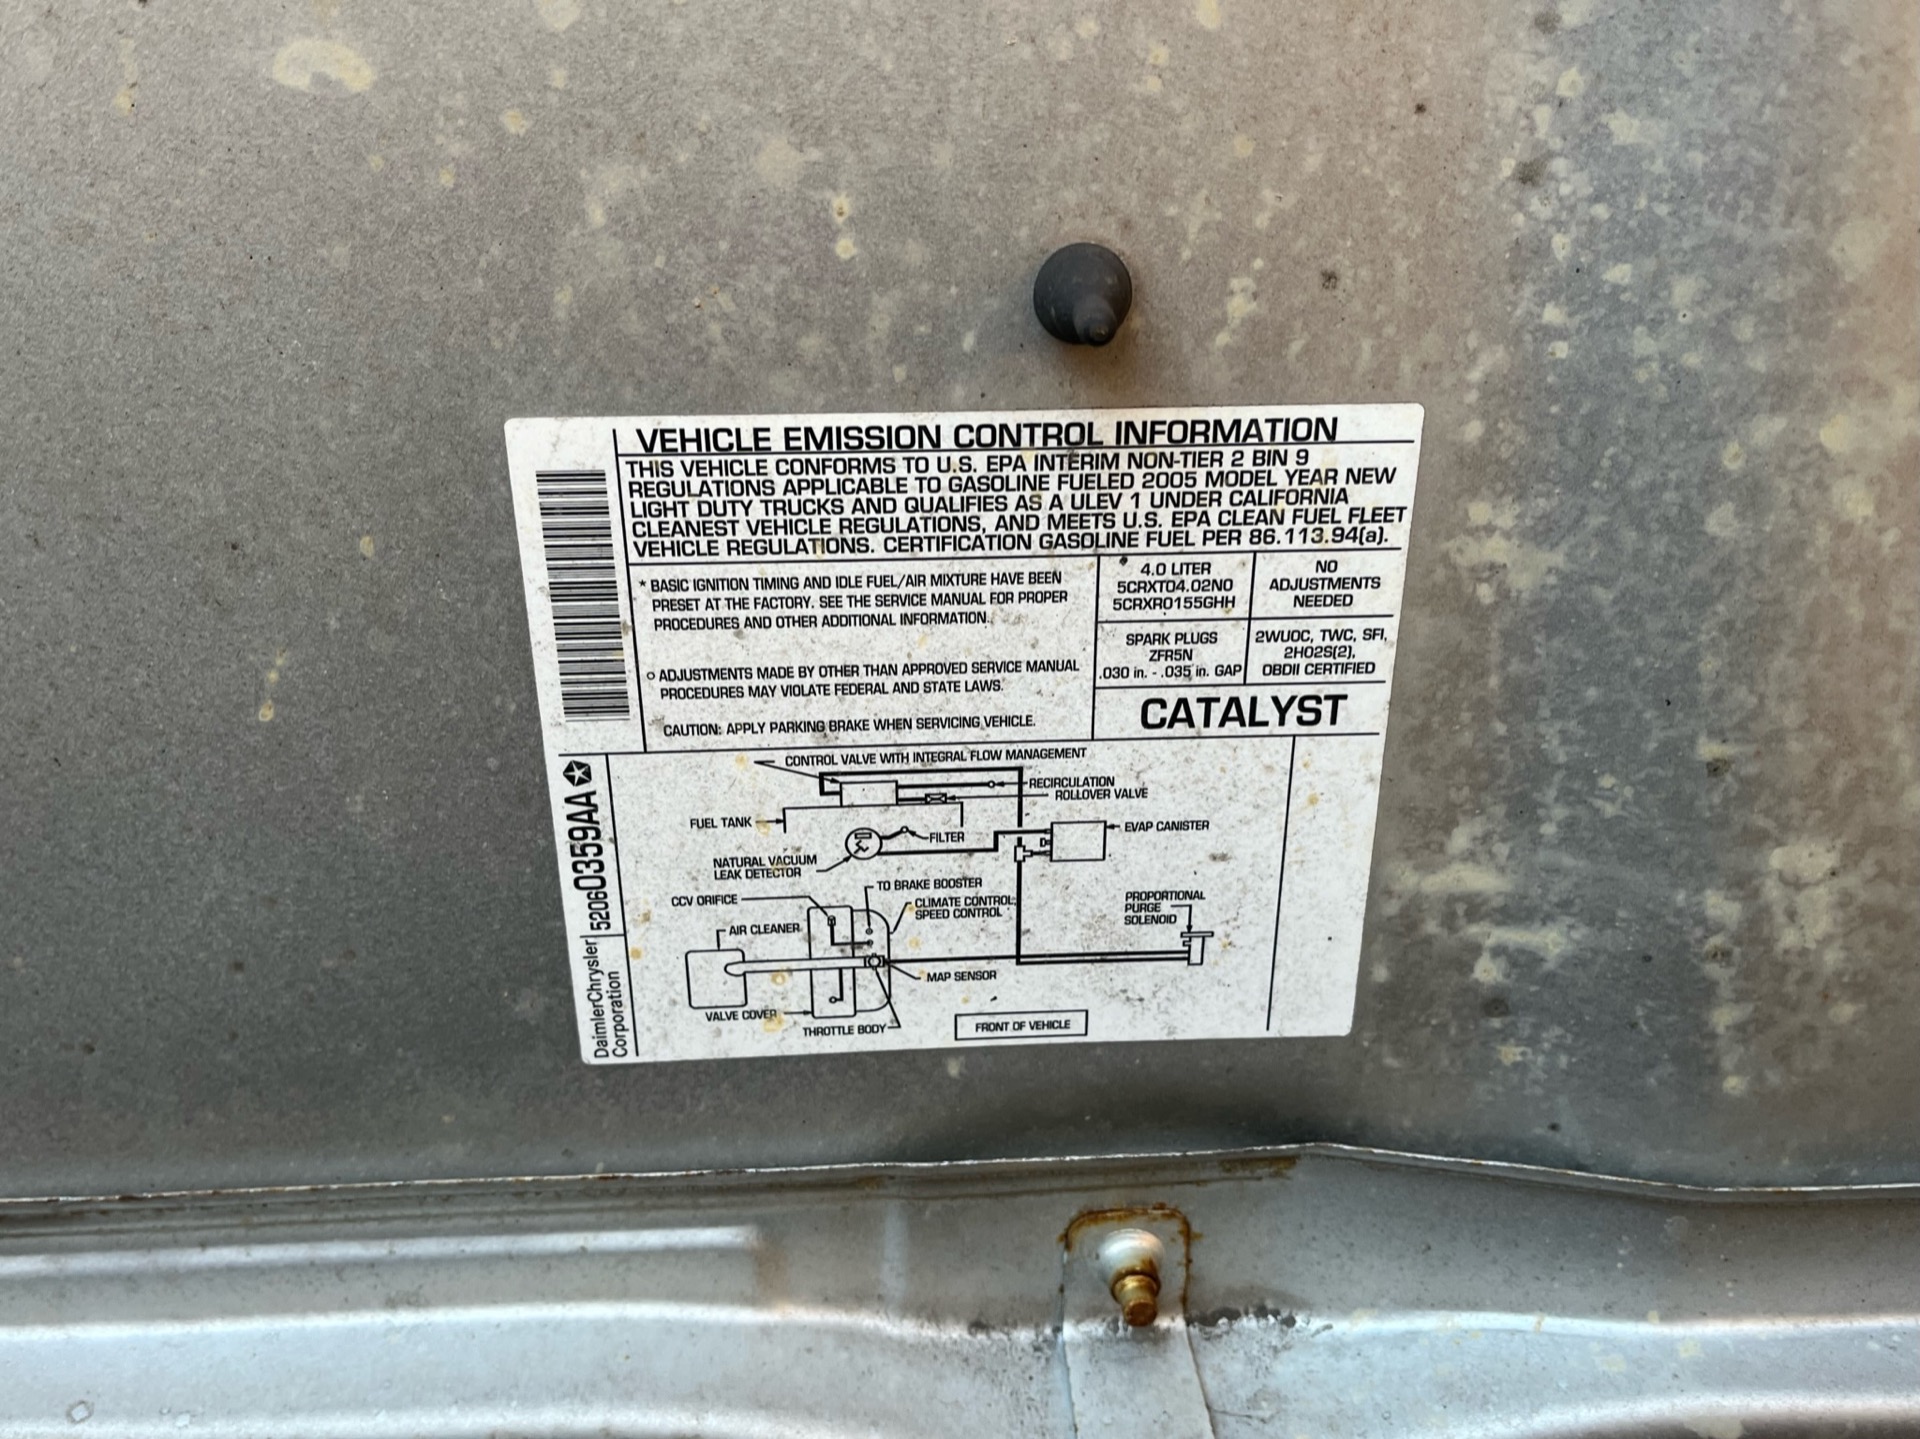 VEHICLE EMISSION CONTROL INFORMATION
THIS VEHICLE CONFORMS TO U.S. EPA INTERIM NON-TIER 2 BIN 9
REGULATIONS APPLICABLE TO GASOLINE FUELED 2005 MODEL YEAR NEW
LIGHT DUTY TRUCKS AND QUALIFIES AS A ULEV 1 UNDER CALIFORNIA
CLEANEST VEHICLE REGULATIONS, AND MEETS U.S. EPA CLEAN FUEL FLEET
VEHICLE REGULATIONS. CERTIFICATION GASOLINE FUEL PER 86.113.94(a).
* BASIC IGNITION TIMING AND IDLE FUEL/AIR MIXTURE HAVE BEEN
PRESET AT THE FACTORY. SEE THE SERVICE MANUAL FOR PROPER
PROCEDURES AND OTHER ADDITIONAL INFORMATION.
o ADJUSTMENTS MADE BY OTHER THAN APPROVED SERVICE MANUAL
PROCEDURES MAY VIOLATE FEDERAL AND STATE LAWS.
CAUTION: APPLY PARKING BRAKE WHEN SERVICING VEHICLE.
4.0 LITER
5CRXT04.02N0
5CRXR0155GHH
NO
ADJUSTMENTS
NEEDED
SPARK PLUGS
ZFR5N
.030 in. - .035 in. GAP
2WUOC, TWC, SFI,
2HO2S(2),
OBDII CERTIFIED
CATALYST
CONTROL VALVE WITH INTEGRAL FLOW MANAGEMENT
RECIRCULATION
ROLLOVER VALVE
FUEL TANK
FILTER
EVAP CANISTER
NATURAL VACUUM
LEAK DETECTOR
TO BRAKE BOOSTER
CCV ORIFICE
CLIMATE CONTROL,
SPEED CONTROL
PROPORTIONAL
PURGE
SOLENOID
AIR CLEANER
MAP SENSOR
VALVE COVER
THROTTLE BODY
FRONT OF VEHICLE
DaimlerChrysler
Corporation
52060359AA